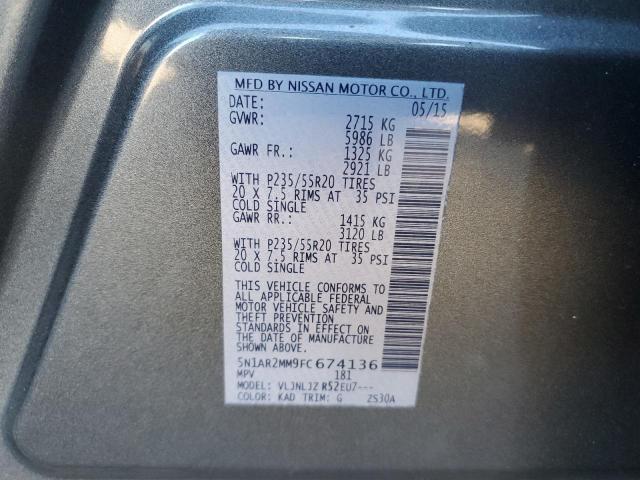 MFD BY NISSAN MOTOR CO., LTD.
DATE: 05/15
GVWR: 2715 KG
5986 LB
GAWR FR.: 1325 KG
2921 LB
WITH P235/55R20 TIRES
20 X 7.5 RIMS AT 35 PSI
COLD SINGLE
GAWR RR.: 1415 KG
3120 LB
WITH P235/55R20 TIRES
20 X 7.5 RIMS AT 35 PSI
COLD SINGLE
THIS VEHICLE CONFORMS TO
ALL APPLICABLE FEDERAL
MOTOR VEHICLE SAFETY AND
THEFT PREVENTION
STANDARDS IN EFFECT ON
THE DATE OF MANUFACTURE
SHOWN ABOVE.
5N1AR2MM9FC674136
MPV 181
MODEL: VLJNLJZ R52EU7---
COLOR: KAD TRIM: G ZS30A